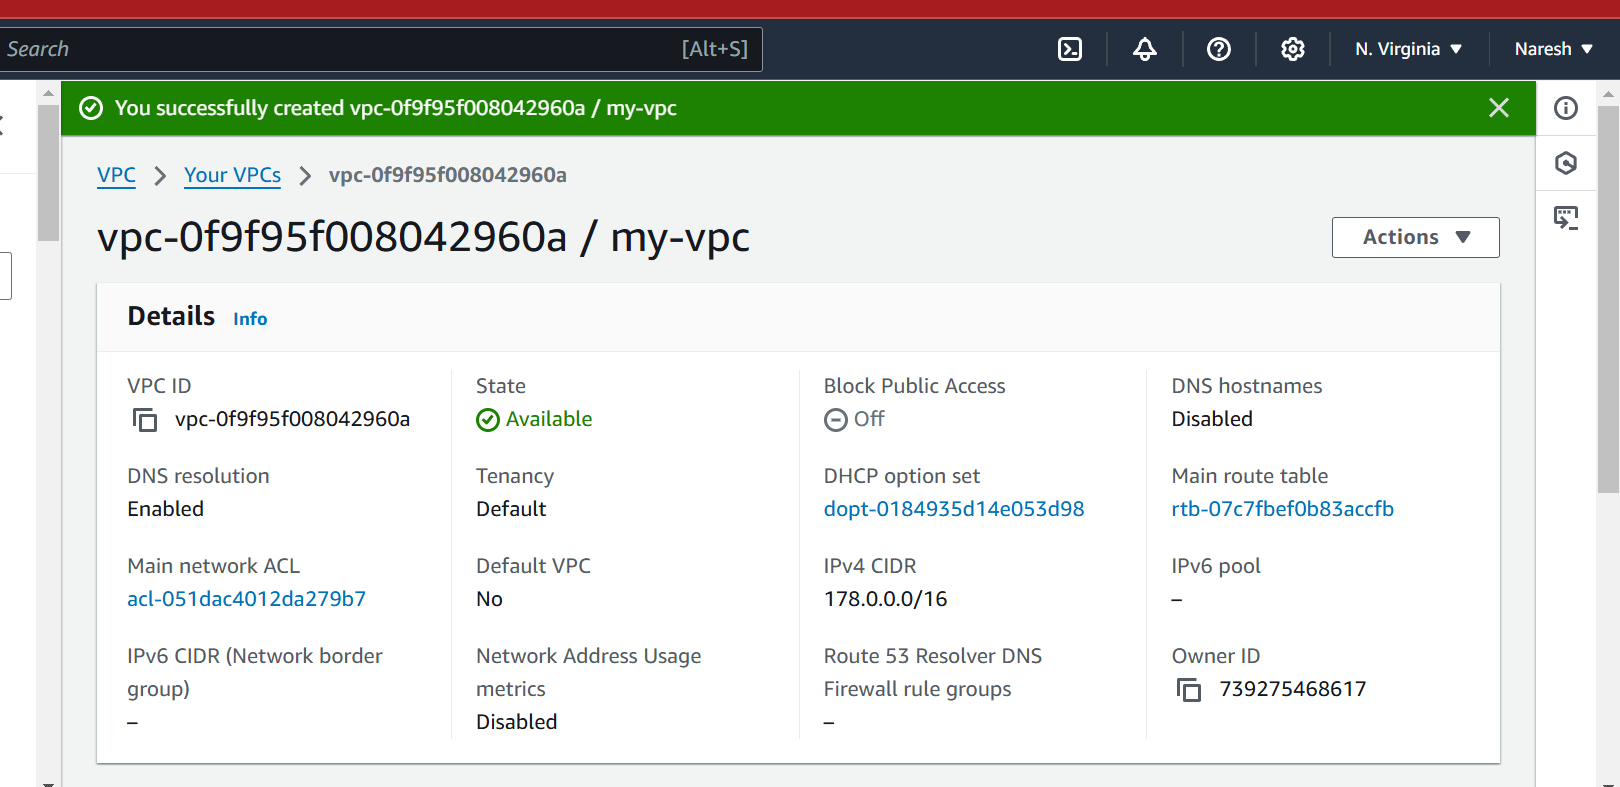 Search [Alt+S] N. Virginia Naresh
You successfully created vpc-0f9f95f008042960a / my-vpc
VPC Your VPCs vpc-0f9f95f008042960a
vpc-0f9f95f008042960a / my-vpc
Actions
Details Info
VPC ID
vpc-0f9f95f008042960a
State
Available
Block Public Access
Off
DNS hostnames
Disabled
DNS resolution
Enabled
Tenancy
Default
DHCP option set
dopt-0184935d14e053d98
Main route table
rtb-07c7fbef0b83accfb
Main network ACL
acl-051dac4012da279b7
Default VPC
No
IPv4 CIDR
178.0.0.0/16
IPv6 pool
–
IPv6 CIDR (Network border
group)
–
Network Address Usage
metrics
Disabled
Route 53 Resolver DNS
Firewall rule groups
–
Owner ID
739275468617